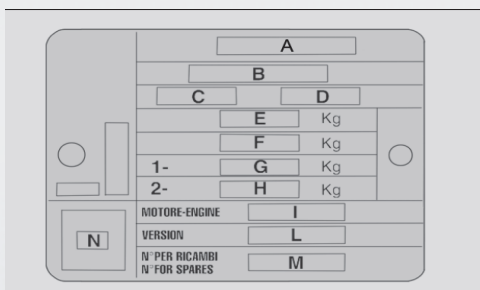 A
B
C D
E Kg
F Kg
1- G Kg
2- H Kg
MOTORE-ENGINE I
VERSION L
N N°PER RICAMBI
N°FOR SPARES M